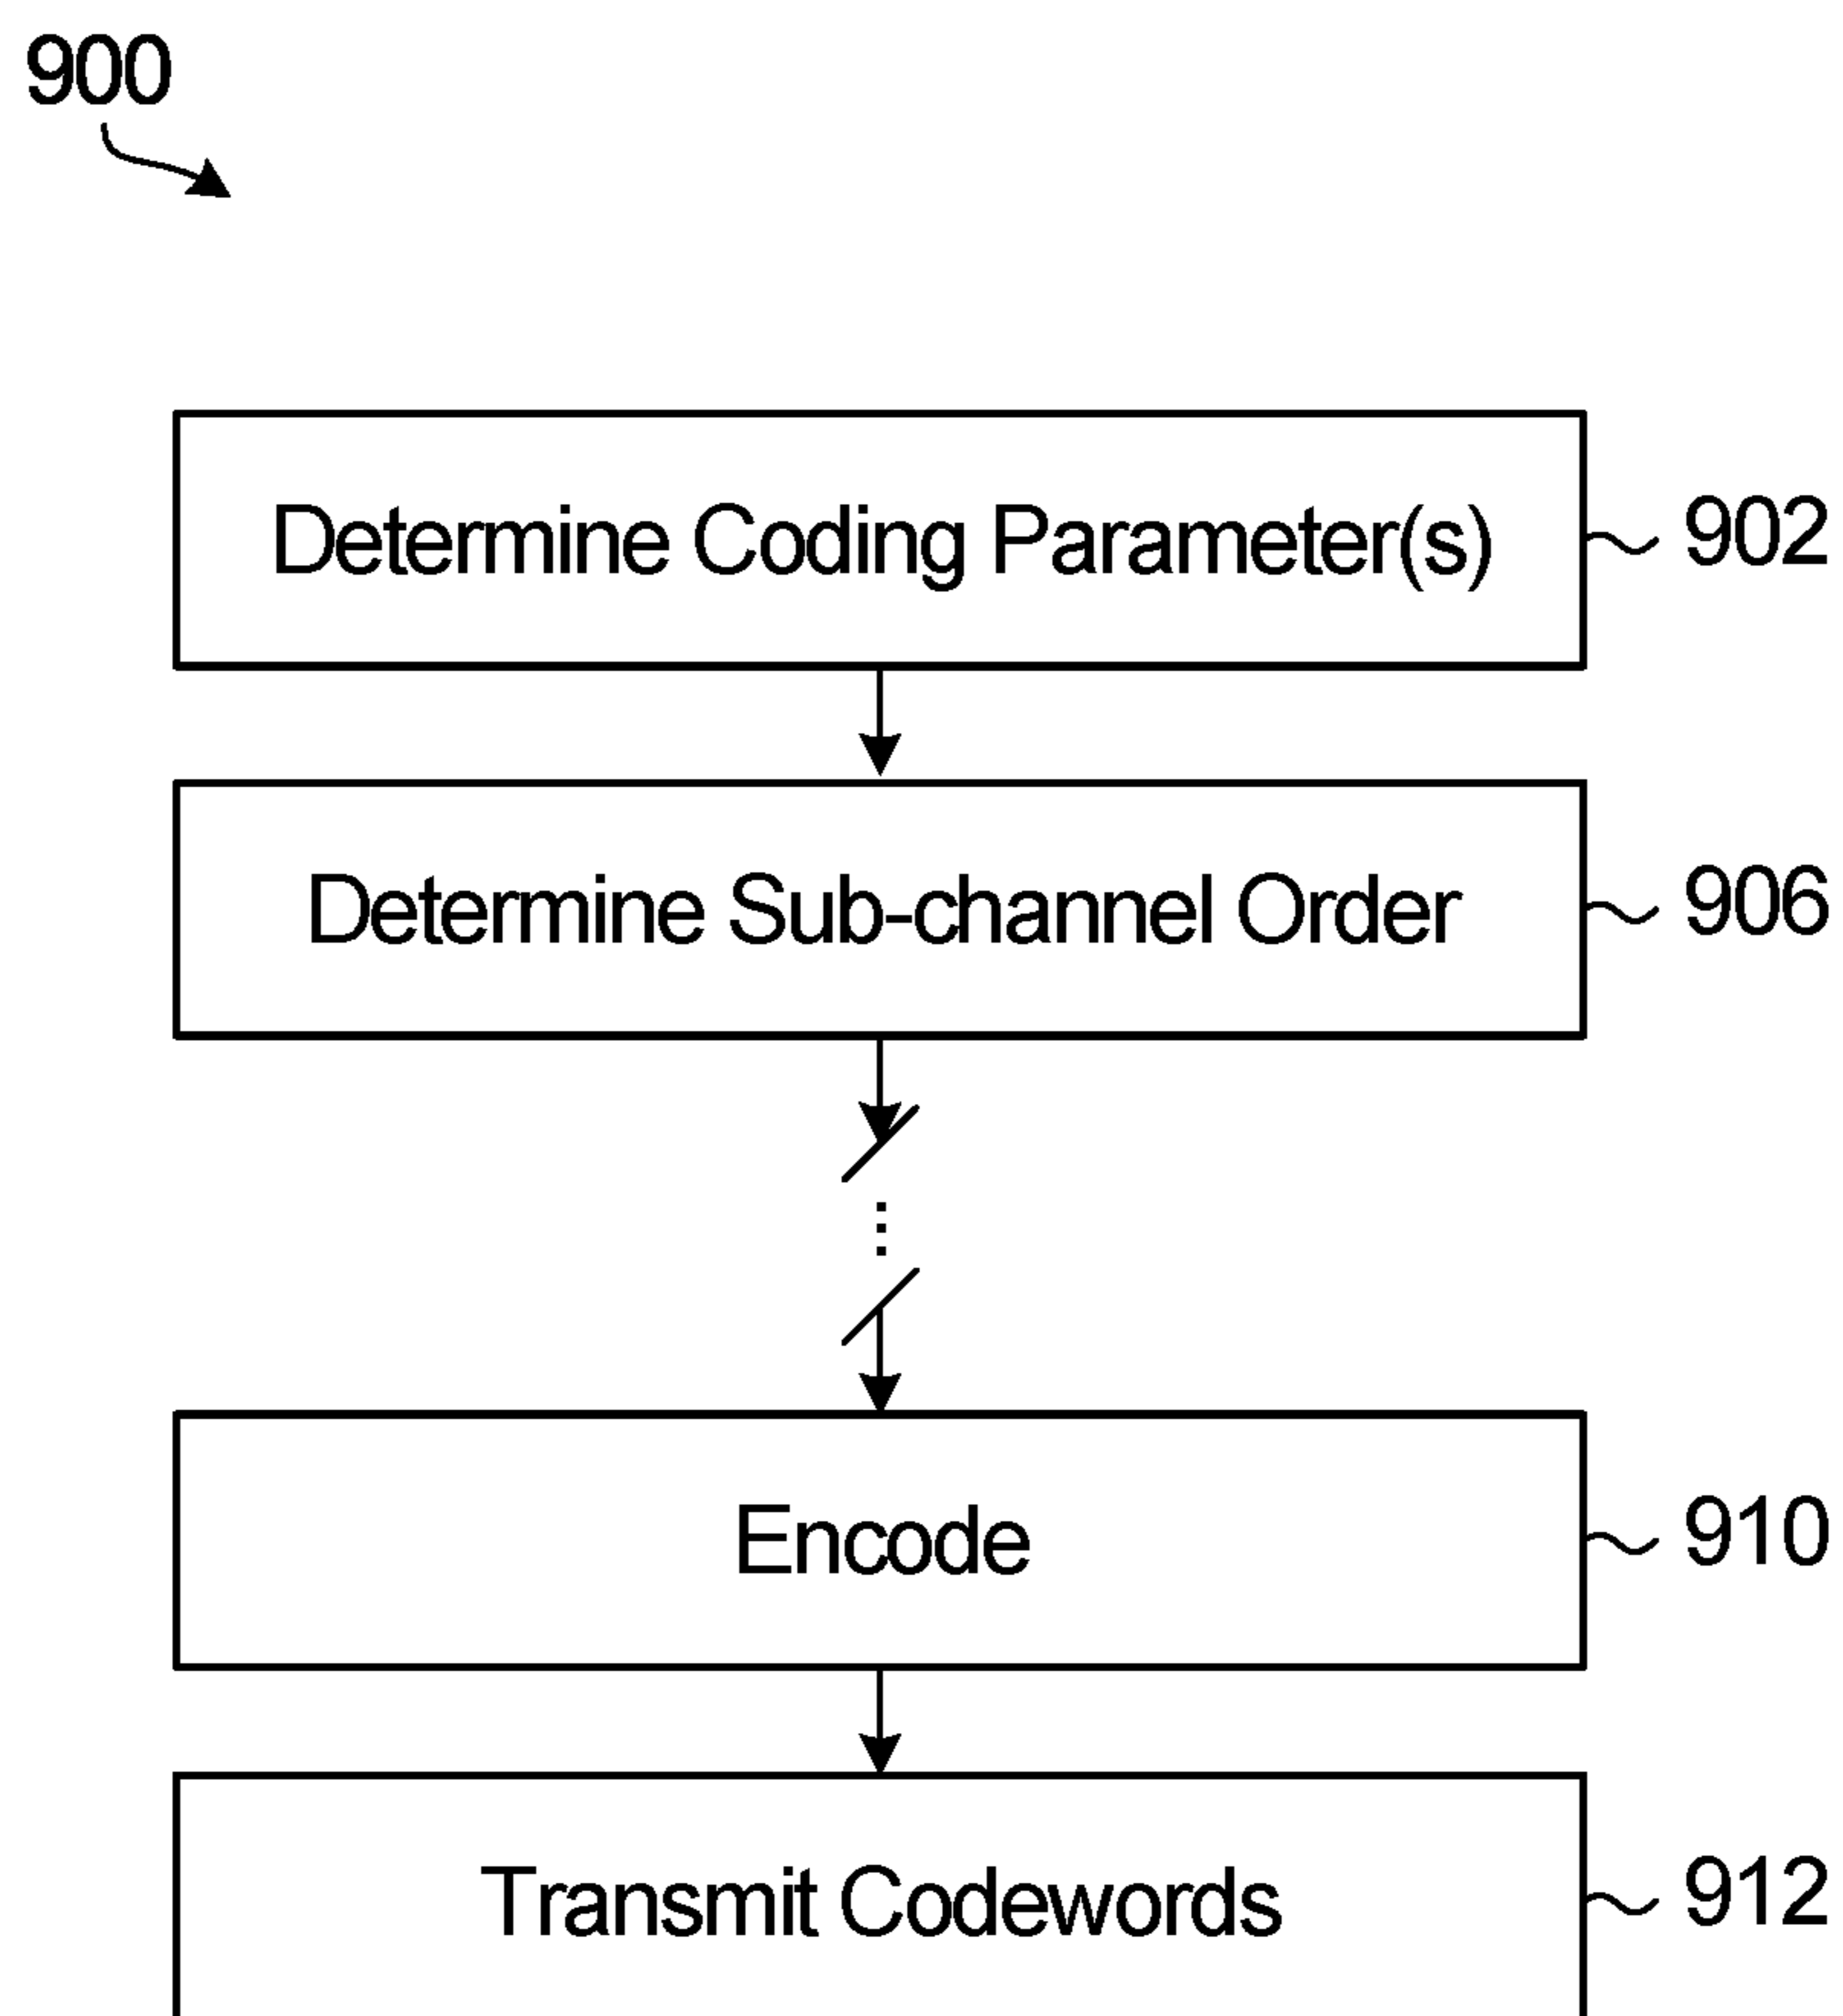 900
Determine Coding Parameter(s)
902
Determine Sub-channel Order
906
Encode
910
Transmit Codewords
912